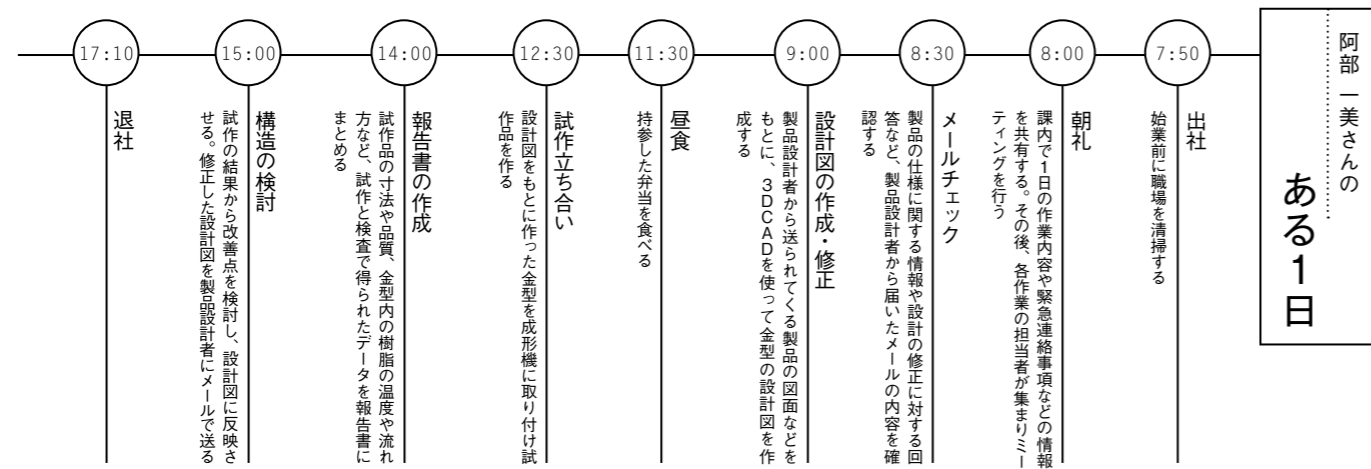 阿部 一美さんの
ある1日
7:50
出社
始業前に職場を清掃する
8:00
朝礼
課内で1日の作業内容や緊急連絡事項などの情報
を共有する。その後、各作業の担当者が集まりミー
ティングを行う
8:30
メールチェック
製品の仕様に関する情報や設計の修正に対する回
答など、製品設計者から届いたメールの内容を確
認する
9:00
設計図の作成・修正
製品設計者から送られてくる製品の図面などを
もとに、3DCADを使って金型の設計図を作
成する
11:30
昼食
持参した弁当を食べる
12:30
試作立ち合い
設計図をもとに作った金型を成形機に取り付け試
作品を作る
14:00
報告書の作成
試作品の寸法や品質、金型内の樹脂の温度や流れ
方など、試作と検査で得られたデータを報告書に
まとめる
15:00
構造の検討
試作の結果から改善点を検討し、設計図に反映さ
せる。修正した設計図を製品設計者にメールで送る
17:10
退社